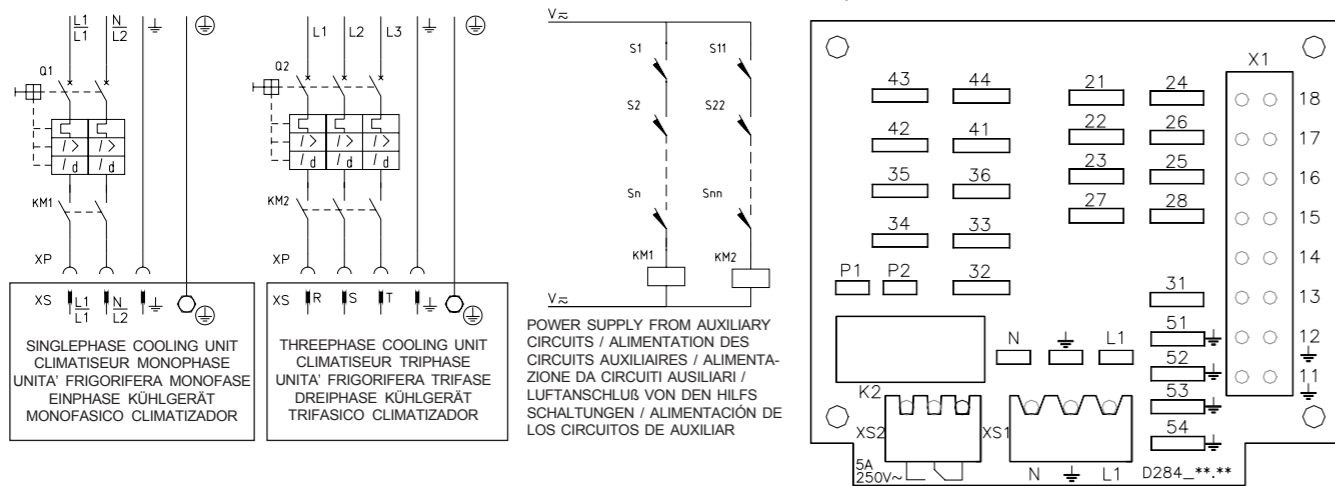 L1 N
L1 L2
Q1
I >
I >
I d
I d
KM1
XP
XS L1 N
L1 L2
SINGLEPHASE COOLING UNIT
CLIMATISEUR MONOPHASE
UNITA' FRIGORIFERA MONOFASE
EINPHASE KÜHLGERÄT
MONOFASICO CLIMATIZADOR
L1 L2 L3
Q2
I > I > I >
I d I d I d
KM2
XP
XS R S T
THREEPHASE COOLING UNIT
CLIMATISEUR TRIPHASE
UNITA' FRIGORIFERA TRIFASE
DREIPHASE KÜHLGERÄT
TRIFASICO CLIMATIZADOR
V
S1 S11
S2 S22
Sn Snn
KM1 KM2
V
POWER SUPPLY FROM AUXILIARY
CIRCUITS / ALIMENTATION DES
CIRCUITS AUXILIAIRES / ALIMENTA-
ZIONE DA CIRCUITI AUSILIARI /
LUFTANSCHLUß VON DEN HILFS
SCHALTUNGEN / ALIMENTACIÓN DE
LOS CIRCUITOS DE AUXILIAR
X1
43 44 21 24 18
42 41 22 26 17
35 36 23 25 16
34 33 27 28 15
14
P1 P2 32 31 13
N L1 51 12
52 11
K2 53
XS2 XS1 54
5A
250V~ N L1 D284_**.**